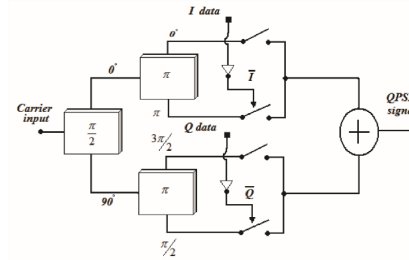 I data
0°
0°
π
I̅
Carrier
input
π
QPS
signa
π/2
Q data
3π/2
π
Q̅
90°
π/2